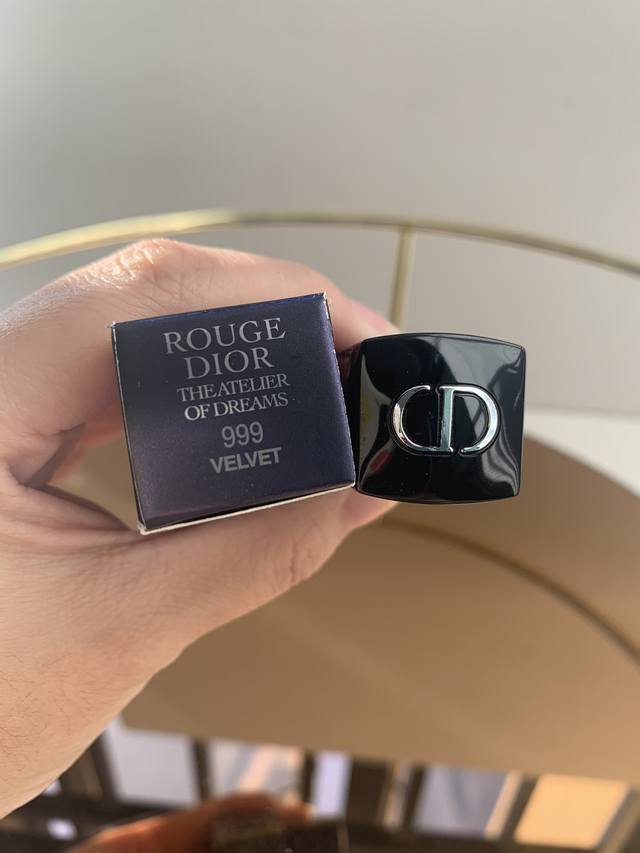 ROUGE
DIOR
THE ATELIER
OF DREAMS
999
VELVET
CD